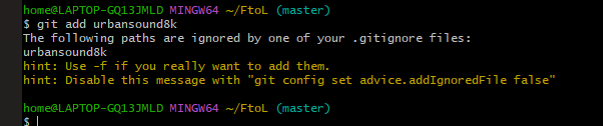 home@LAPTOP-GQ13JMLD MINGW64 ~/FtoL (master)
$ git add urbansound8k
The following paths are ignored by one of your .gitignore files:
urbansound8k
hint: Use -f if you really want to add them.
hint: Disable this message with "git config set advice.addIgnoredFile false"
home@LAPTOP-GQ13JMLD MINGW64 ~/FtoL (master)
$